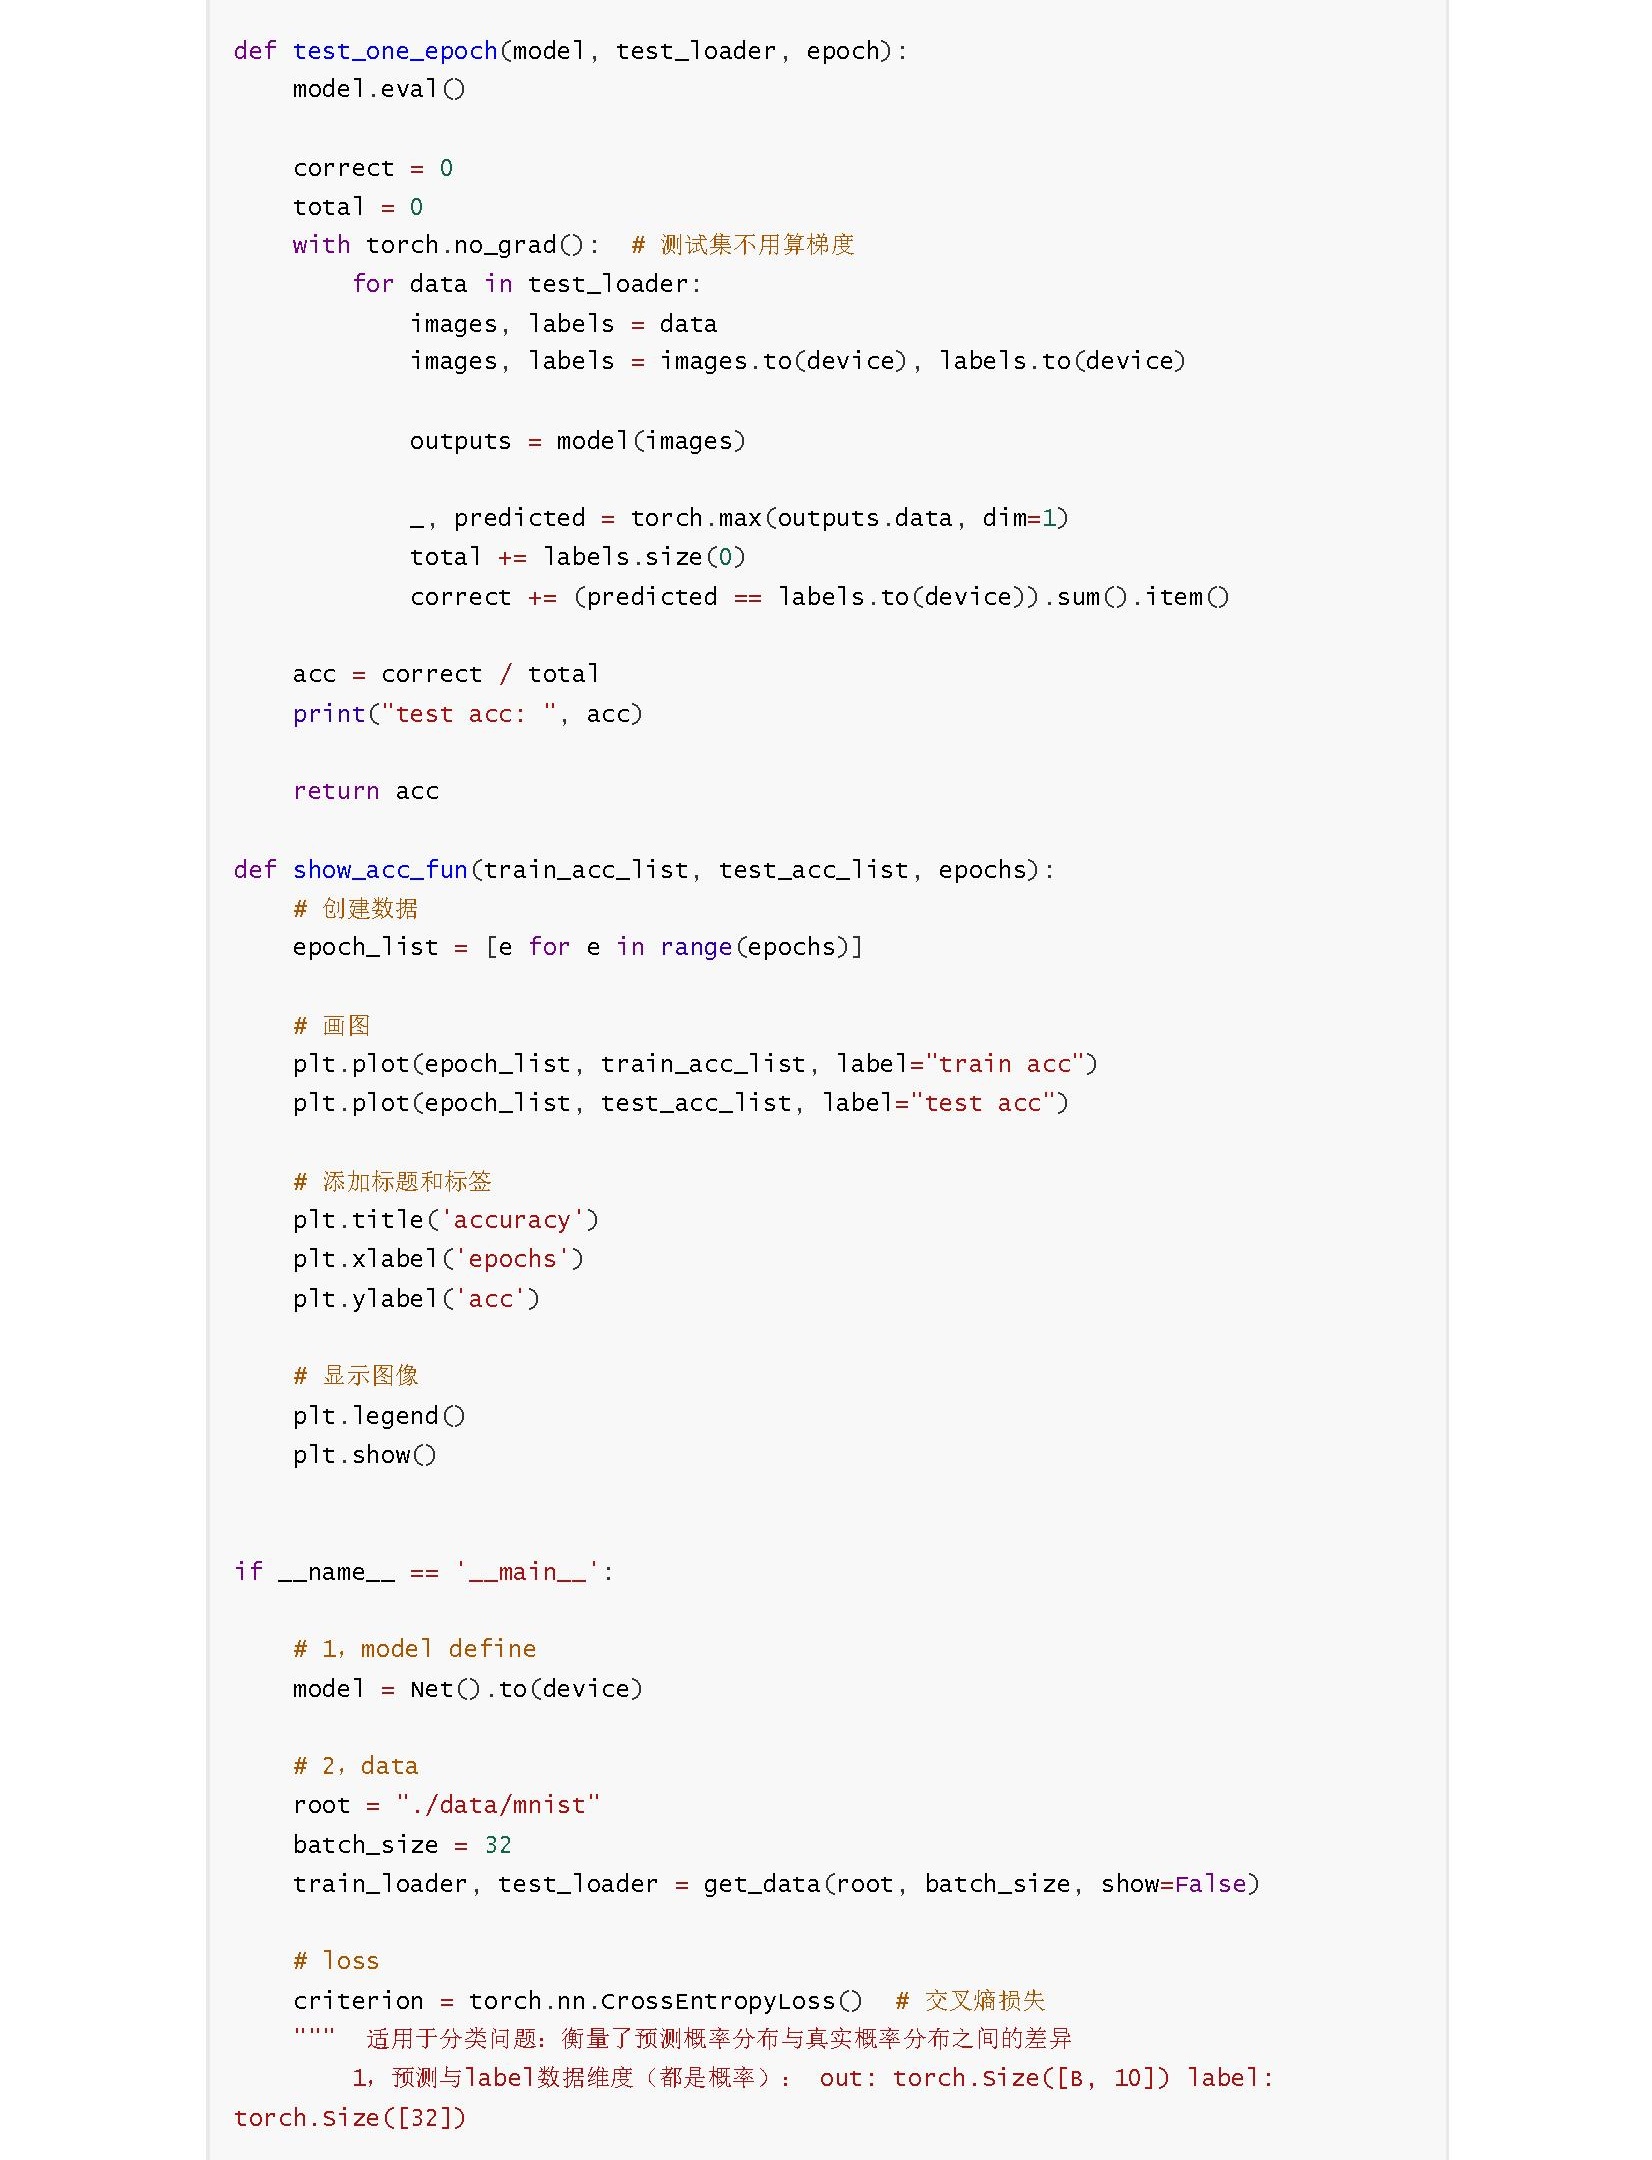 def test_one_epoch(model, test_loader, epoch):
    model.eval()

    correct = 0
    total = 0
    with torch.no_grad():  # 测试集不用算梯度
        for data in test_loader:
            images, labels = data
            images, labels = images.to(device), labels.to(device)

            outputs = model(images)

            _, predicted = torch.max(outputs.data, dim=1)
            total += labels.size(0)
            correct += (predicted == labels.to(device)).sum().item()

    acc = correct / total
    print("test acc: ", acc)

    return acc

def show_acc_fun(train_acc_list, test_acc_list, epochs):
    # 创建数据
    epoch_list = [e for e in range(epochs)]

    # 画图
    plt.plot(epoch_list, train_acc_list, label="train acc")
    plt.plot(epoch_list, test_acc_list, label="test acc")

    # 添加标题和标签
    plt.title('accuracy')
    plt.xlabel('epochs')
    plt.ylabel('acc')

    # 显示图像
    plt.legend()
    plt.show()


if __name__ == '__main__':

    # 1，model define
    model = Net().to(device)

    # 2，data
    root = "./data/mnist"
    batch_size = 32
    train_loader, test_loader = get_data(root, batch_size, show=False)

    # loss
    criterion = torch.nn.CrossEntropyLoss()  # 交叉熵损失
    """  适用于分类问题：衡量了预测概率分布与真实概率分布之间的差异
        1，预测与label数据维度（都是概率）： out: torch.Size([B, 10]) label:
torch.Size([32])